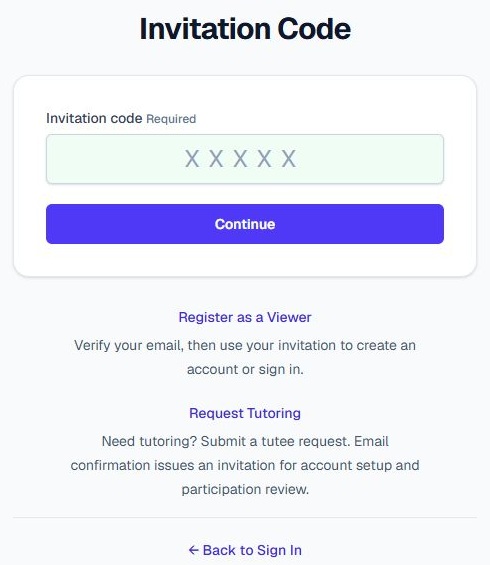 Invitation Code
Invitation code Required
X X X X X
Continue
Register as a Viewer
Verify your email, then use your invitation to create an
account or sign in.
Request Tutoring
Need tutoring? Submit a tutee request. Email
confirmation issues an invitation for account setup and
participation review.
← Back to Sign In